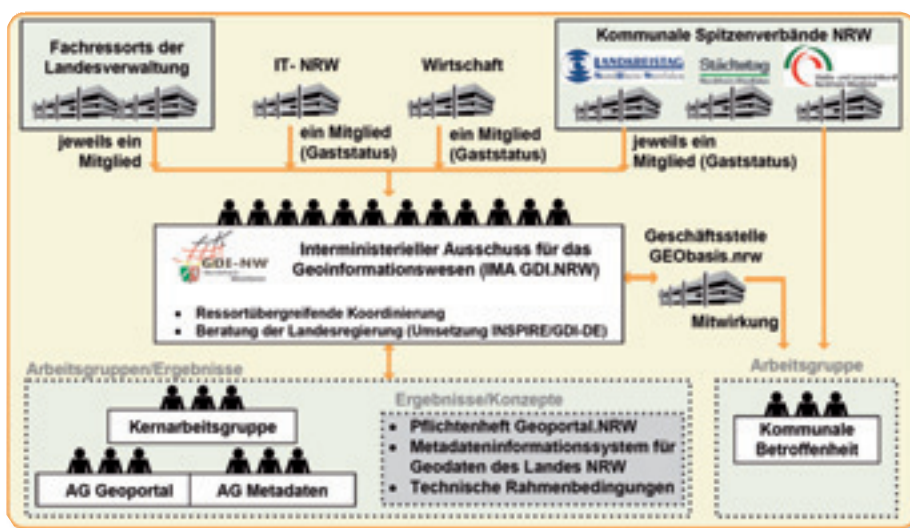 Fachressorts der
Landesverwaltung
jeweils ein
Mitglied
IT- NRW
ein Mitglied
(Gaststatus)
Wirtschaft
ein Mitglied
(Gaststatus)
Kommunale Spitzenverbände NRW
LANDKREISTAG
Städtetag
jeweils ein
Mitglied (Gaststatus)
GDI-NW
Interministerieller Ausschuss für das
Geoinformationswesen (IMA GDI.NRW)
• Ressortübergreifende Koordinierung
• Beratung der Landesregierung (Umsetzung INSPIRE/GDI-DE)
Geschäftsstelle
GEObasis.nrw
Mitwirkung
Arbeitsgruppen/Ergebnisse
Kernarbeitsgruppe
AG Geoportal
AG Metadaten
Ergebnisse/Konzepte
• Pflichtenheft Geoportal.NRW
• Metadateninformationssystem für
Geodaten des Landes NRW
• Technische Rahmenbedingungen
Arbeitsgruppe
Kommunale
Betroffenheit